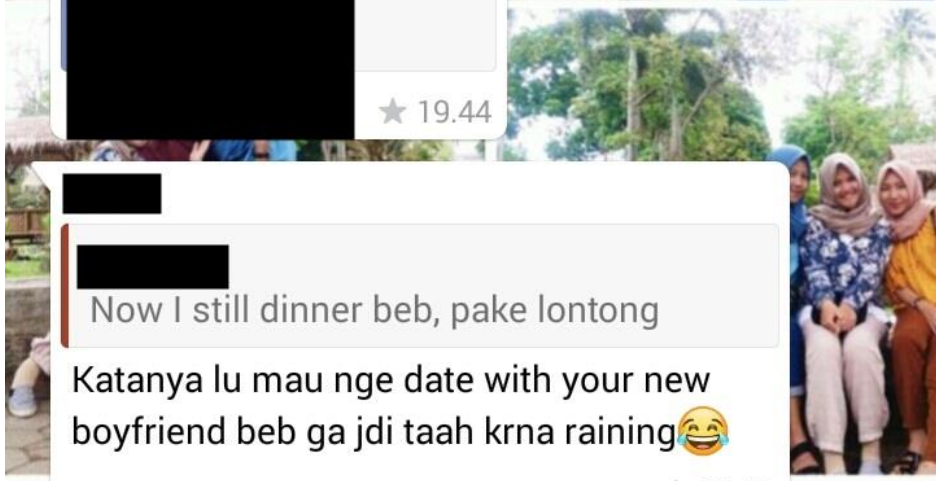 ★ 19.44
Now I still dinner beb, pake lontong
Katanya lu mau nge date with your new
boyfriend beb ga jdi taah krna raining😂